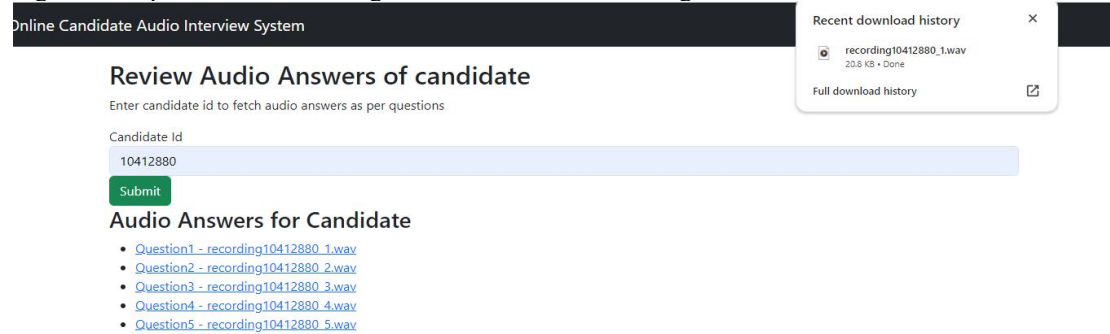 Online Candidate Audio Interview System
Recent download history
recording10412880_1.wav
20.8 KB • Done
Full download history
Review Audio Answers of candidate
Enter candidate id to fetch audio answers as per questions
Candidate Id
10412880
Submit
Audio Answers for Candidate
• Question1 - recording10412880_1.wav
• Question2 - recording10412880_2.wav
• Question3 - recording10412880_3.wav
• Question4 - recording10412880_4.wav
• Question5 - recording10412880_5.wav